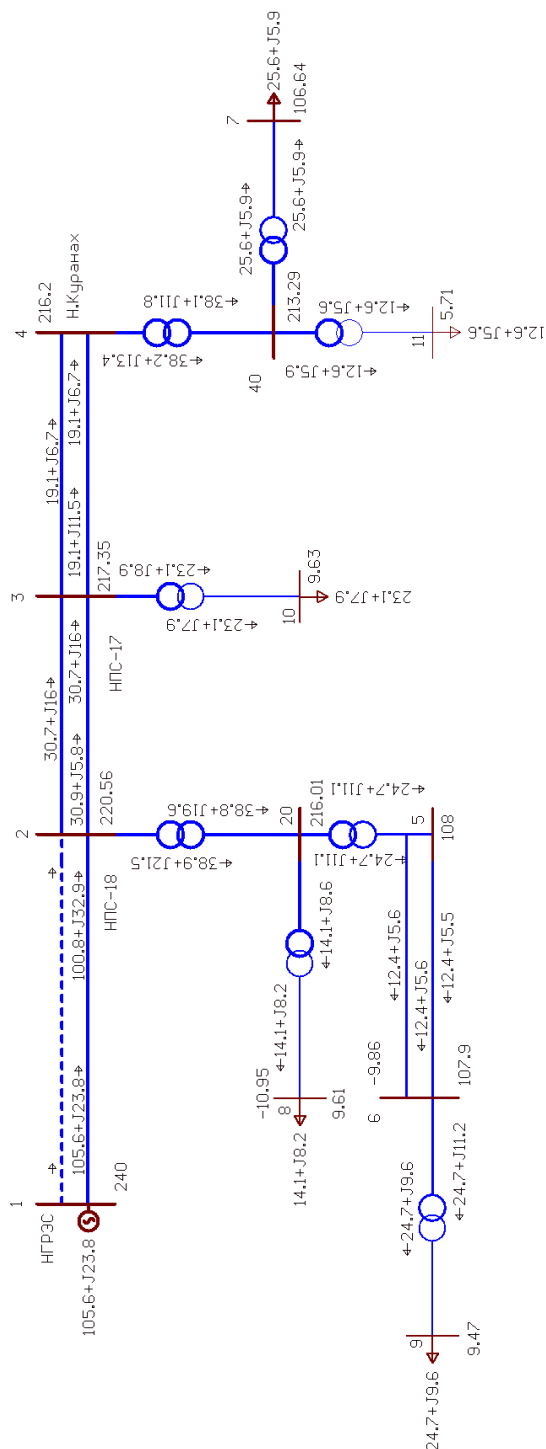 1
2
3
4
216.2
НГРЭС
30.7+J16→
19.1+J6.7→
Н.Куранах
105.6+J23.8→
100.8+J32.9→
30.9+J5.8→
30.7+J16→
19.1+J11.5→
19.1+J6.7→
105.6+J23.8
240
НПС-18
220.56
НПС-17
217.35
38.9+J21.5→
23.1+J8.9→
38.2+J13.4→
38.8+J19.6→
23.1+J7.9→
38.1+J11.8→
7
25.6+J5.9→
25.6+J5.9
-10.95
8
←14.1+J8.2
←14.1+J8.6
20
10
40
25.6+J5.9→
106.64
14.1+J8.2
9.61
216.01
9.63
213.29
24.7+J11.1→
24.7+J11.1→
23.1+J7.9
12.6+J5.9→
12.6+J5.6→
6
-9.86
←12.4+J5.6
←12.4+J5.6
5
11
9
←24.7+J9.6
←24.7+J11.2
←12.4+J5.5
24.7+J9.6
9.47
107.9
108
5.71
12.6+J5.6